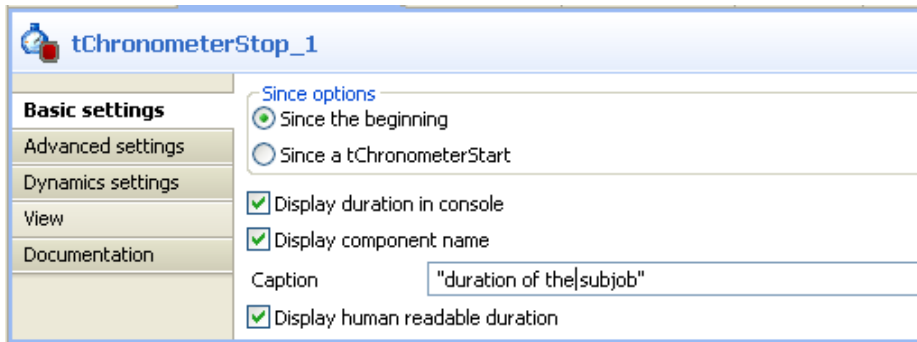 tChronometerStop_1
Basic settings
Advanced settings
Dynamics settings
View
Documentation
Since options
Since the beginning
Since a tChronometerStart
Display duration in console
Display component name
Caption "duration of the subjob"
Display human readable duration